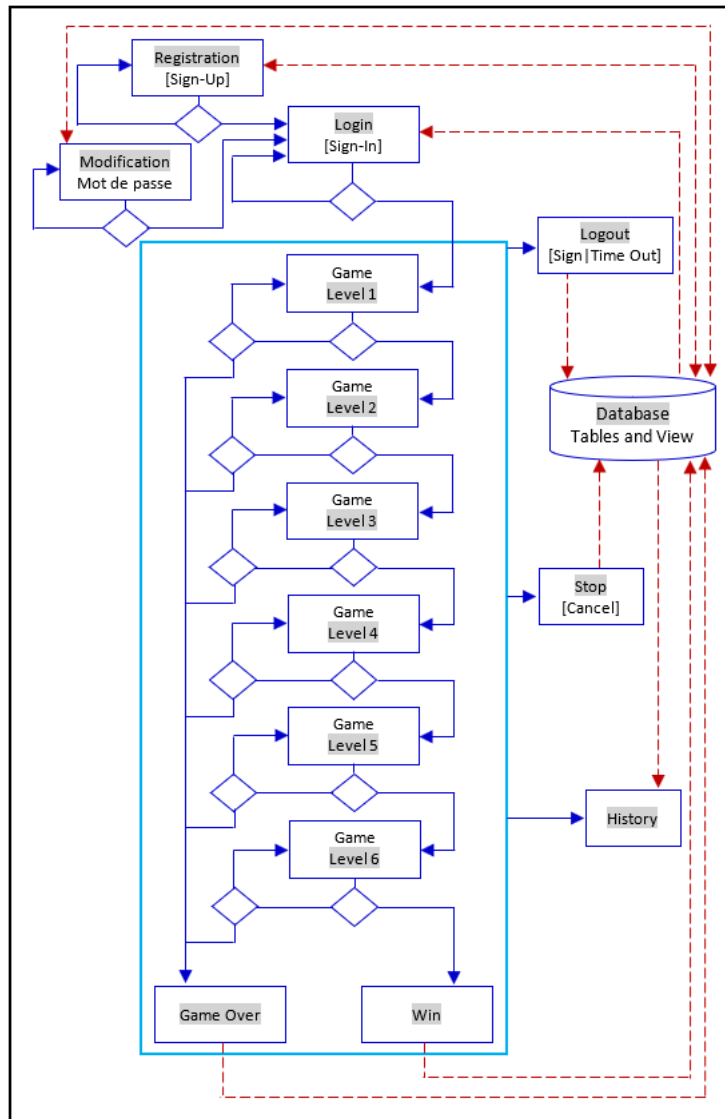 Registration
[Sign-Up]
Login
[Sign-In]
Modification
Mot de passe
Logout
[Sign|Time Out]
Game
Level 1
Game
Level 2
Database
Tables and View
Game
Level 3
Stop
[Cancel]
Game
Level 4
Game
Level 5
History
Game
Level 6
Game Over
Win